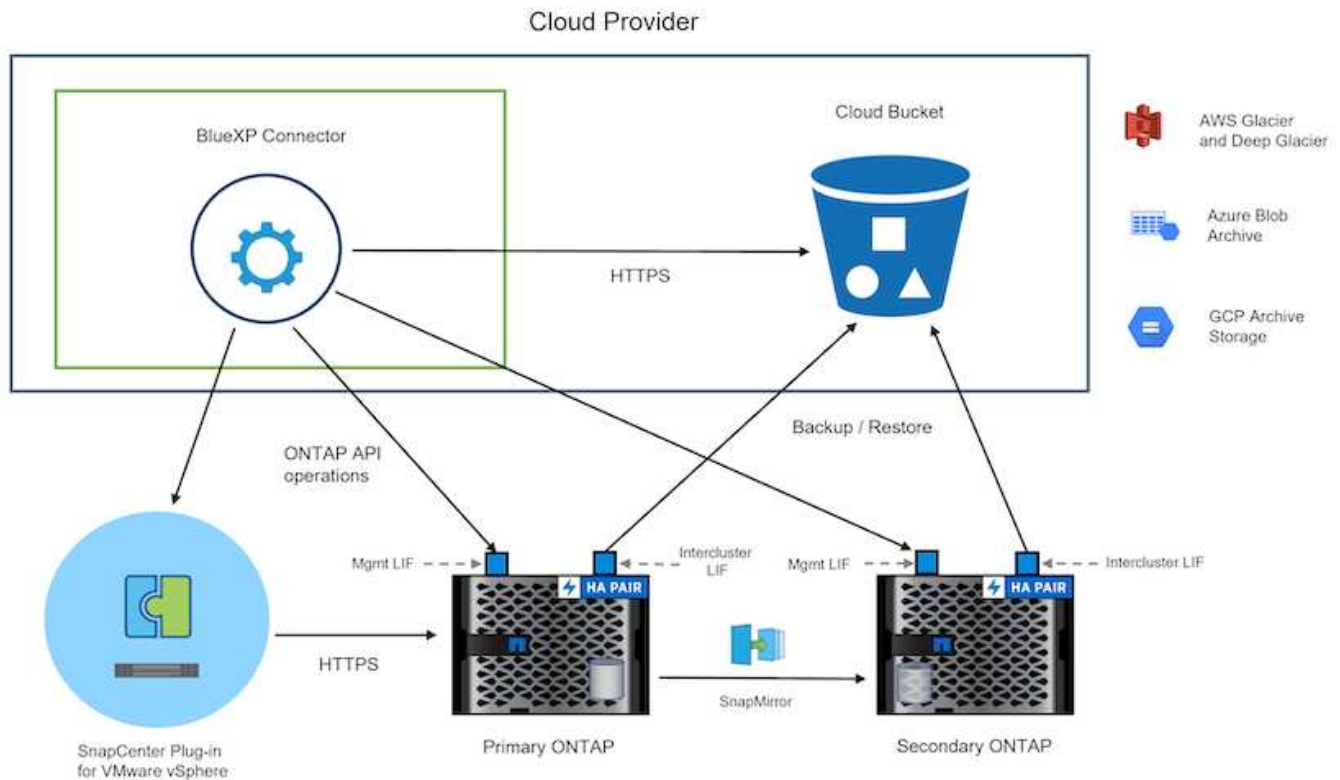 Cloud Provider
BlueXP Connector
Cloud Bucket
AWS Glacier
and Deep Glacier
Azure Blob
Archive
HTTPS
GCP Archive
Storage
Backup / Restore
ONTAP API
operations
Mgmt LIF
Intercluster
LIF
Mgmt LIF
Intercluster LIF
HA PAIR
HA PAIR
HTTPS
SnapMirror
SnapCenter Plug-in
for VMware vSphere
Primary ONTAP
Secondary ONTAP